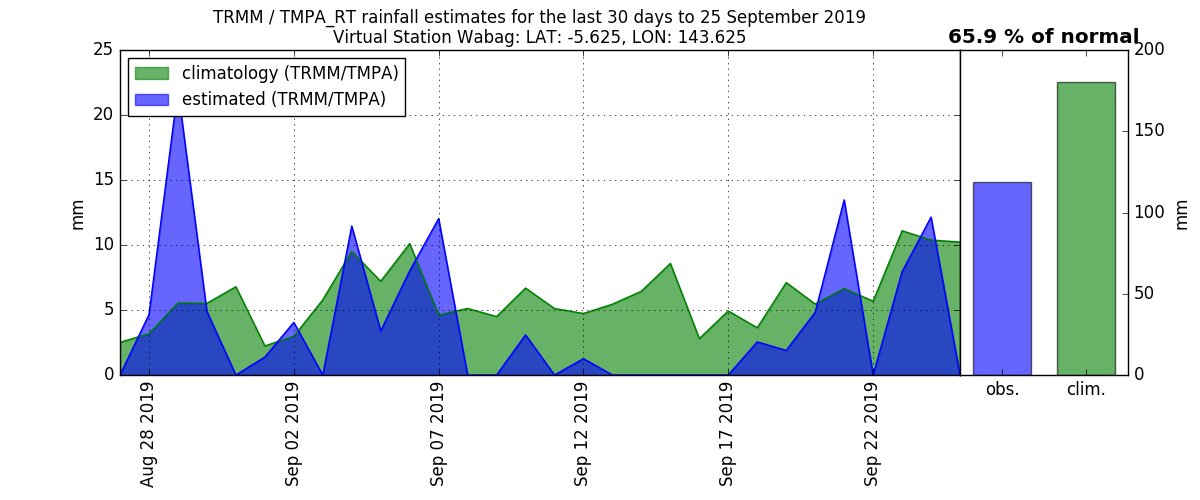 TRMM / TMPA_RT rainfall estimates for the last 30 days to 25 September 2019
Virtual Station Wabag: LAT: -5.625, LON: 143.625
65.9 % of normal
climatology (TRMM/TMPA)
estimated (TRMM/TMPA)
25
20
15
10
5
0
mm
Aug 28 2019
Sep 02 2019
Sep 07 2019
Sep 12 2019
Sep 17 2019
Sep 22 2019
obs.
clim.
200
150
100
50
0
mm